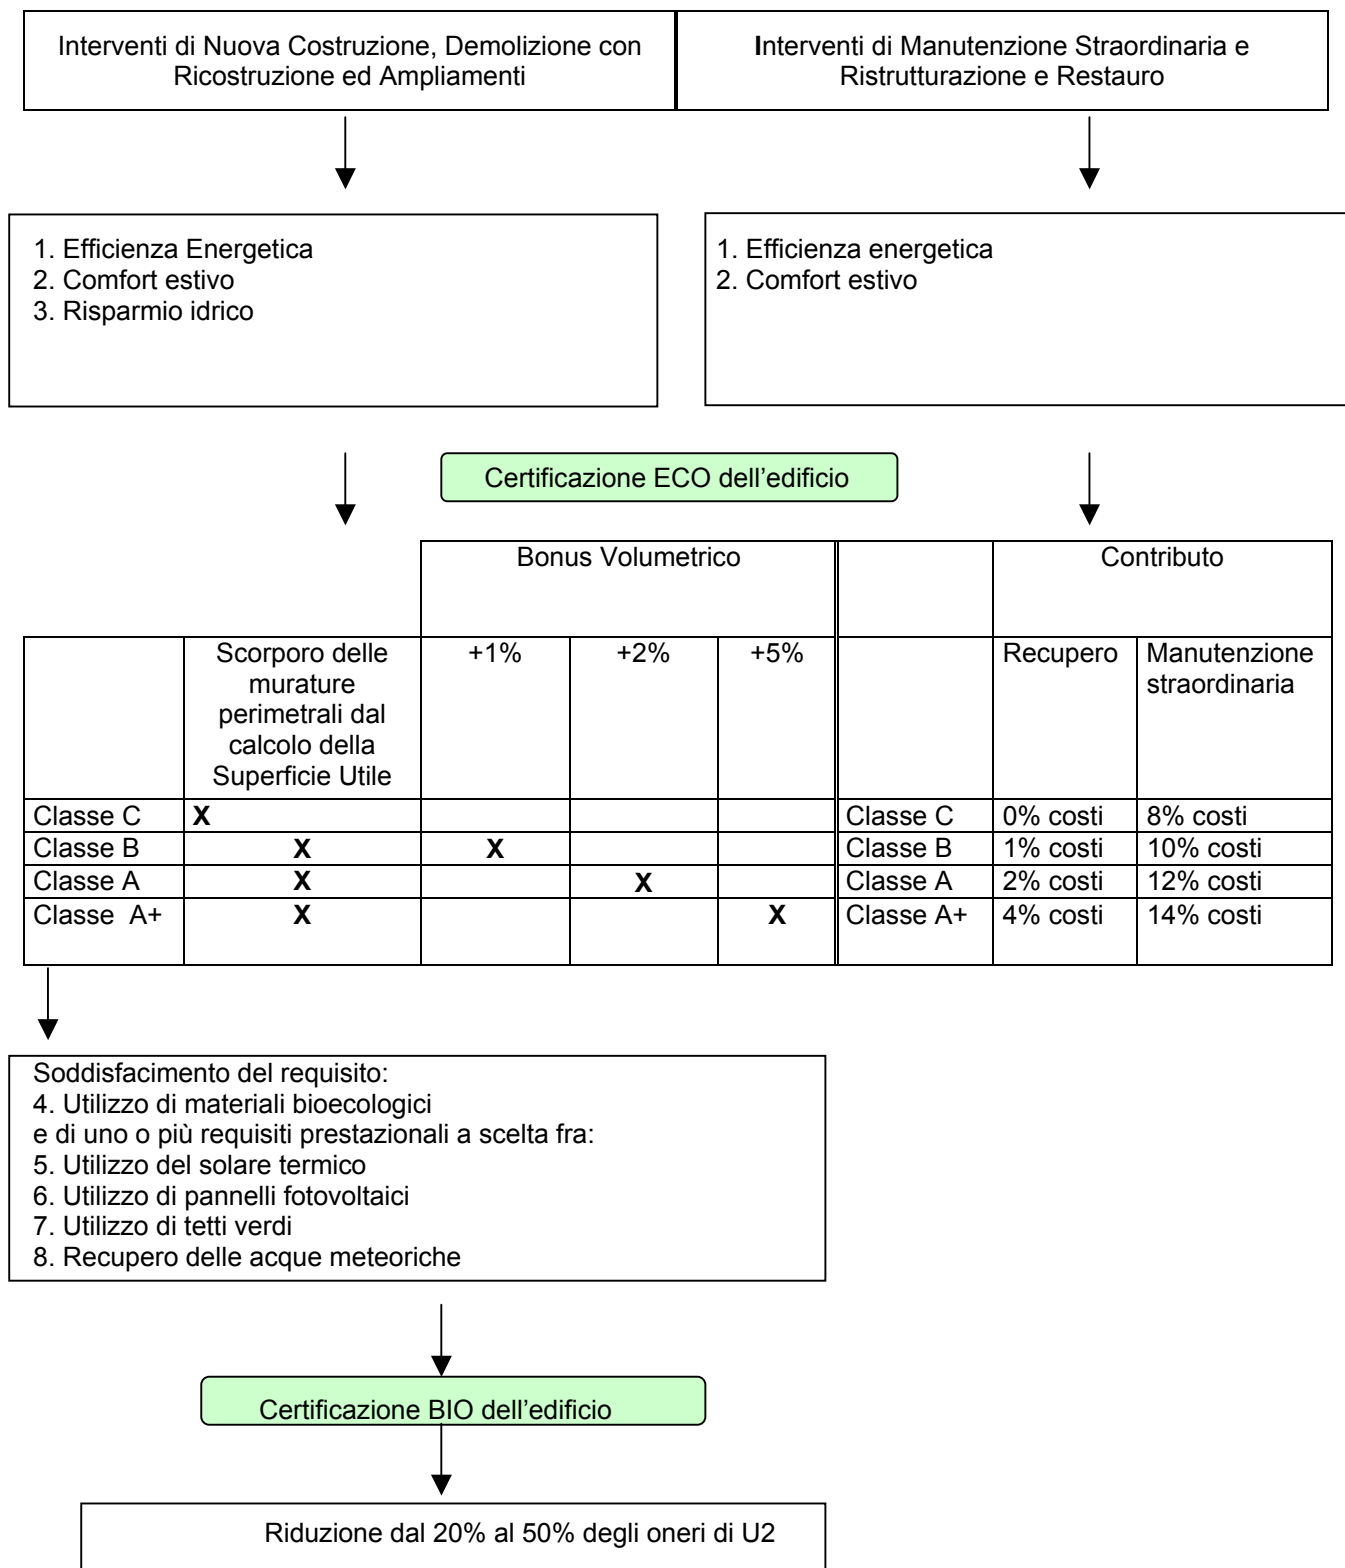 Interventi di Nuova Costruzione, Demolizione con
Ricostruzione ed Ampliamenti
Interventi di Manutenzione Straordinaria e
Ristrutturazione e Restauro
1. Efficienza Energetica
2. Comfort estivo
3. Risparmio idrico
1. Efficienza energetica
2. Comfort estivo
Certificazione ECO dell'edificio
Bonus Volumetrico
Contributo
Scorporo delle
murature
perimetrali dal
calcolo della
Superficie Utile
+1%
+2%
+5%
Recupero
Manutenzione
straordinaria
Classe C X Classe C 0% costi 8% costi
Classe B X X Classe B 1% costi 10% costi
Classe A X X Classe A 2% costi 12% costi
Classe A+ X X Classe A+ 4% costi 14% costi
Soddisfacimento del requisito:
4. Utilizzo di materiali bioecologici
e di uno o più requisiti prestazionali a scelta fra:
5. Utilizzo del solare termico
6. Utilizzo di pannelli fotovoltaici
7. Utilizzo di tetti verdi
8. Recupero delle acque meteoriche
Certificazione BIO dell'edificio
Riduzione dal 20% al 50% degli oneri di U2